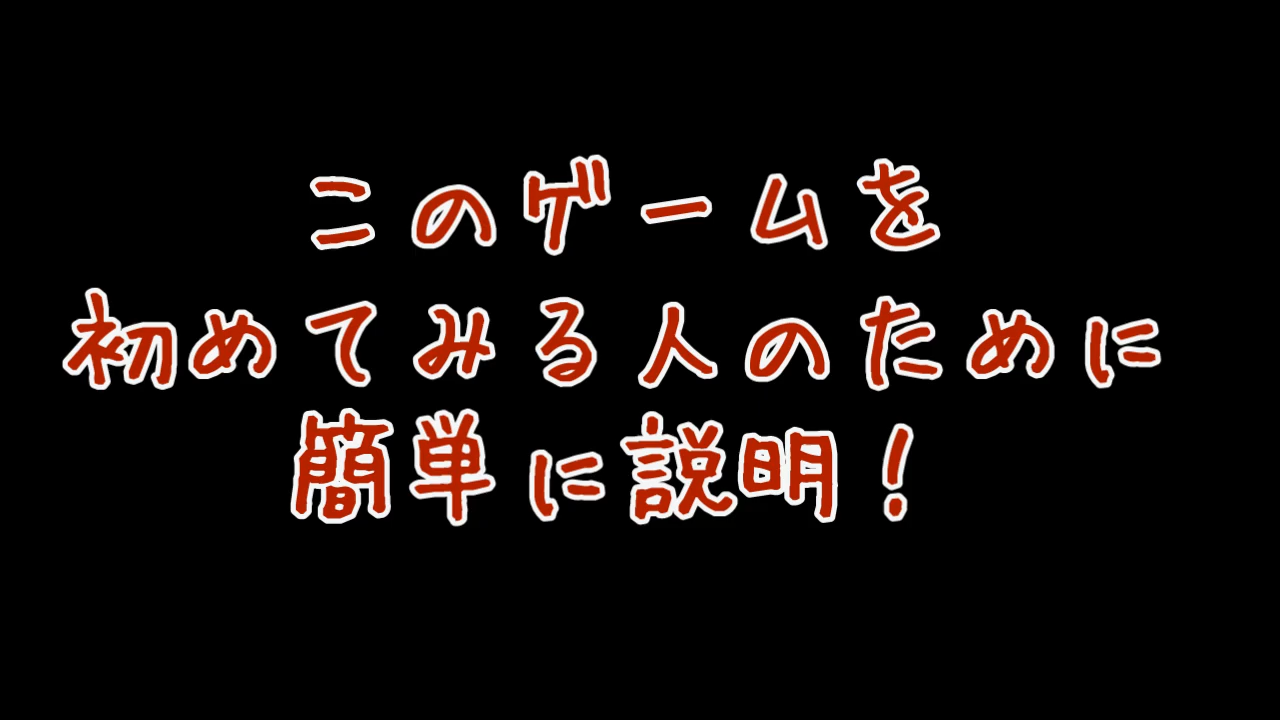 このゲームを
初めてみる人のために
簡単に説明！